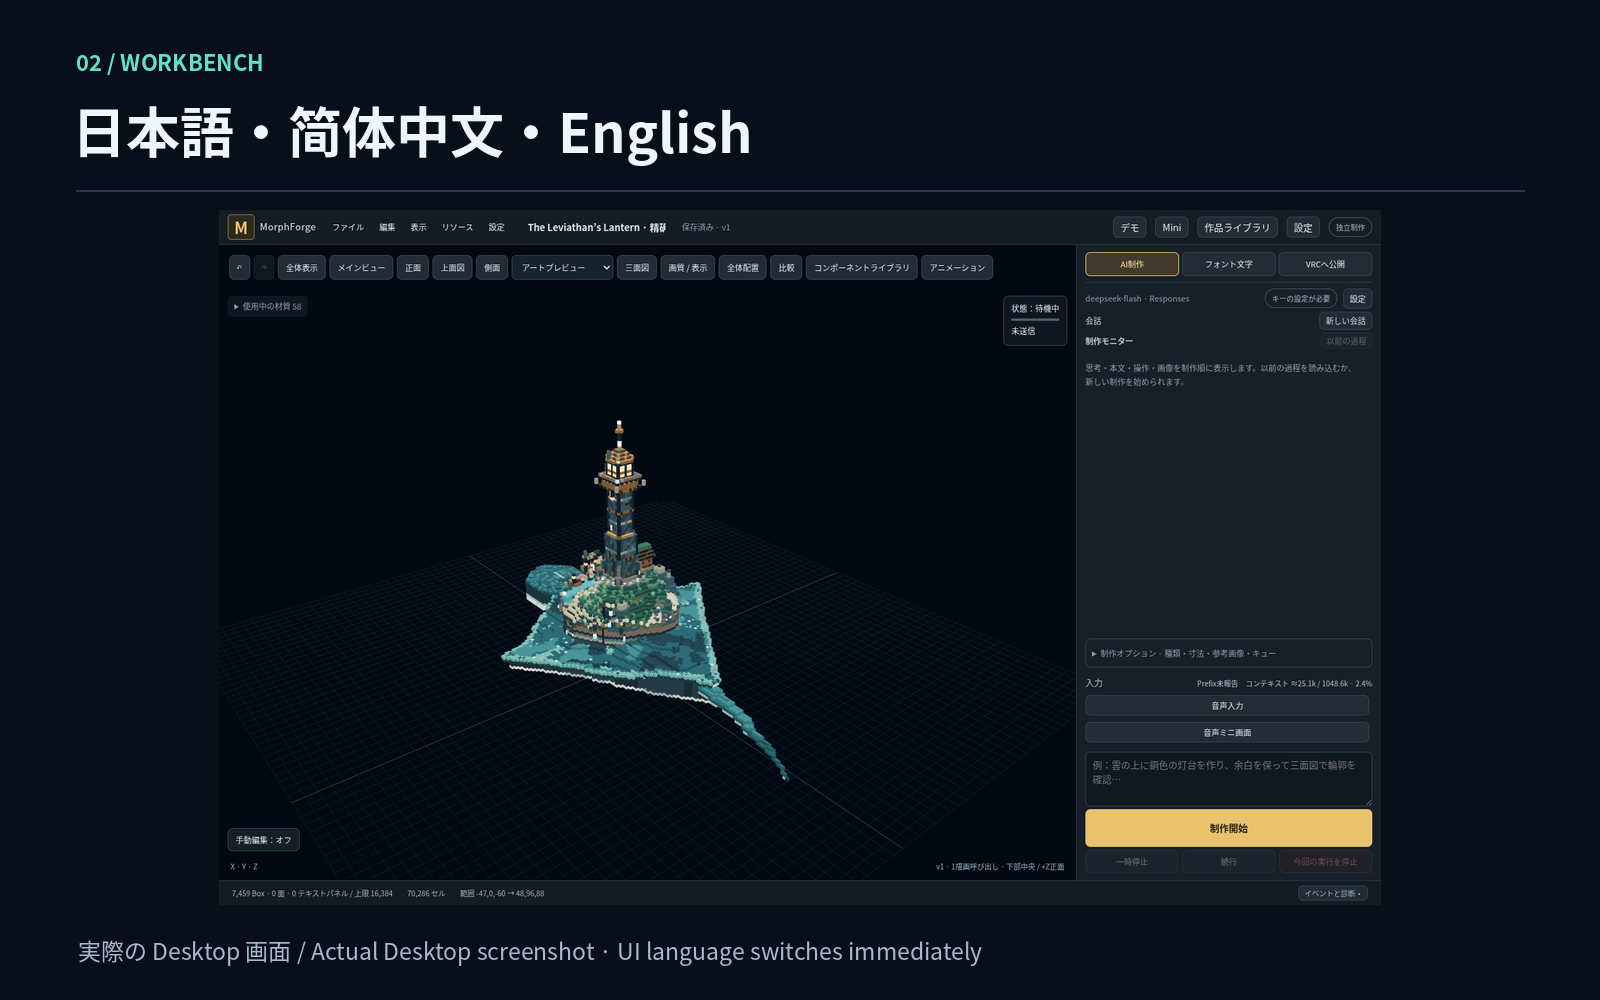 02 / WORKBENCH
日本語・简体中文・English
M MorphForge ファイル 編集 表示 リソース 設定 The Leviathan's Lantern · 精 保存済み · v1 デモ Mini 作品ライブラリ 設定 独立制作
全体表示 メインビュー 正面 上面図 側面 アートプレビュー 三面図 画質 / 表示 全体配置 比較 コンポーネントライブラリ アニメーション
AI制作 フォント文字 VRCへ公開
▶ 使用中の材質 58
状態：待機中
未送信
deepseek-flash · Responses キーの設定が必要 設定
会話 新しい会話
制作モニター 以前の過程
思考・本文・操作・画像を制作順に表示します。以前の過程を読み込むか、
新しい制作を始められます。
▶ 制作オプション · 種類・寸法・参考画像・キュー
入力 Prefix未報告 コンテキスト ≈25.1k / 1048.6k · 2.4%
音声入力
音声ミニ画面
例：雲の上に銅色の灯台を作り、余白を保って三面図で輪郭を
確認…
制作開始
一時停止 続行 今回の実行を停止
手動編集：オフ
X · Y · Z
v1 · 1描画呼び出し · 下部中央 / +Z正面
7,459 Box · 0 面 · 0 テキストパネル / 上限 16,384 70,286 セル 範囲 -47,0,-60 → 48,96,88
イベントと診断
実際の Desktop 画面 / Actual Desktop screenshot · UI language switches immediately